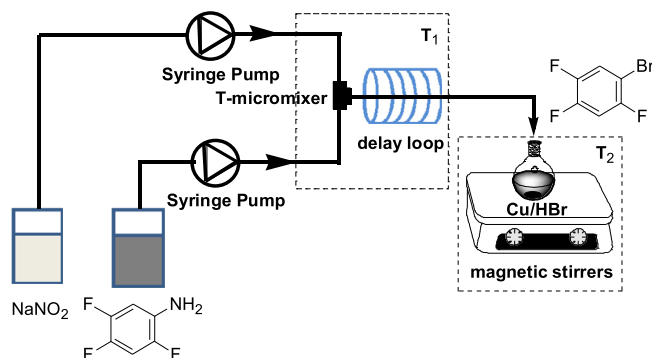 T₁
Syringe Pump
T-micromixer
delay loop
Syringe Pump
F
Br
F
F
T₂
Cu/HBr
magnetic stirrers
NaNO₂
F
NH₂
F
F